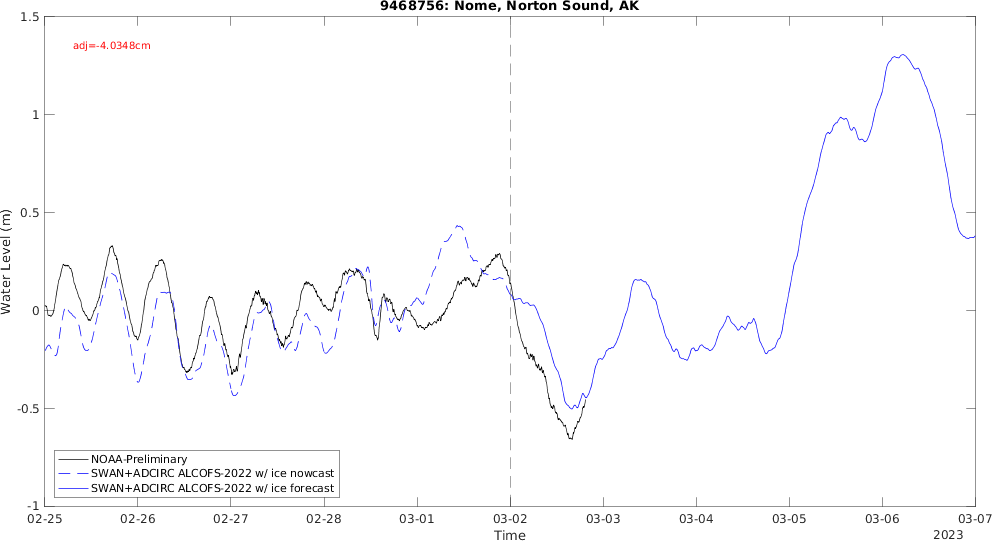 9468756: Nome, Norton Sound, AK
adj=-4.0348cm
Water Level (m)
1.5
1
0.5
0
-0.5
-1
NOAA-Preliminary
SWAN+ADCIRC ALCOFS-2022 w/ ice nowcast
SWAN+ADCIRC ALCOFS-2022 w/ ice forecast
02-25 02-26 02-27 02-28 03-01 03-02 03-03 03-04 03-05 03-06 03-07
Time
2023